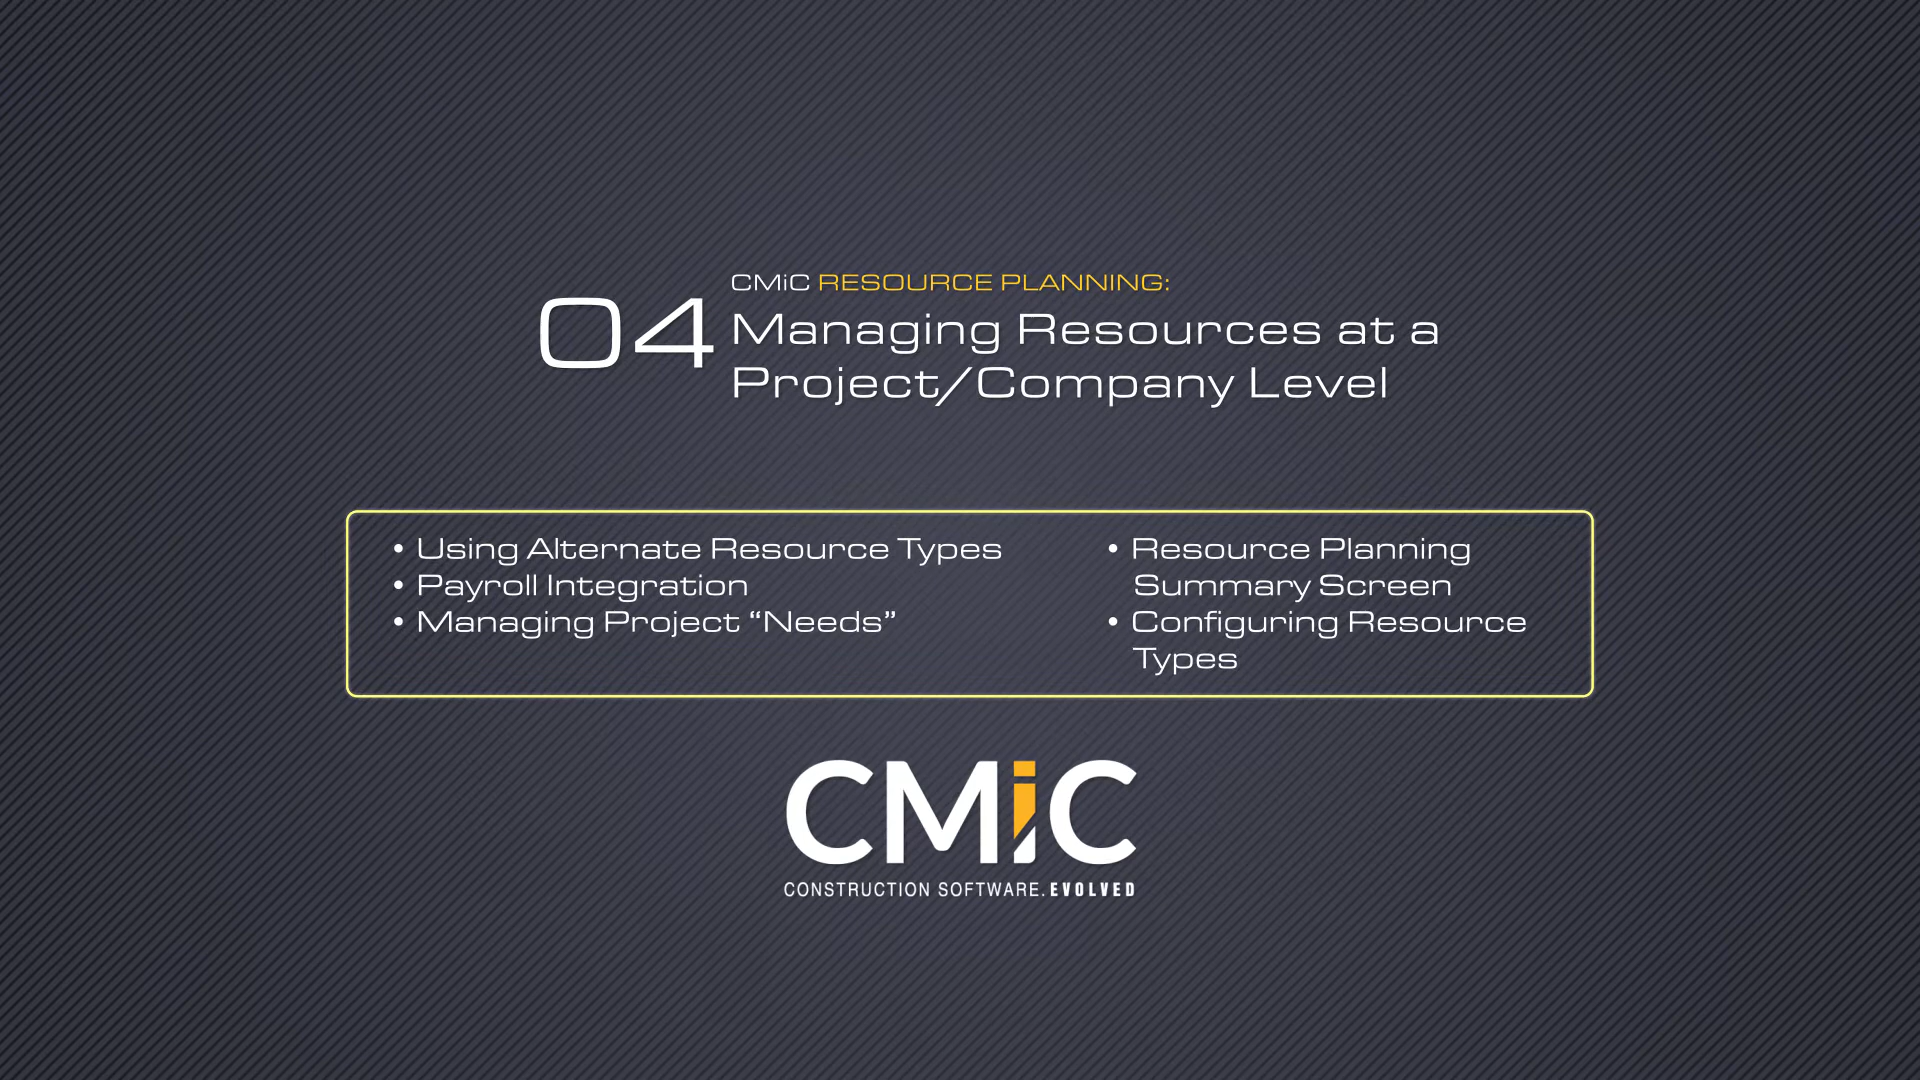 CMiC RESOURCE PLANNING:
04
Managing Resources at a
Project/Company Level
• Using Alternate Resource Types
• Payroll Integration
• Managing Project “Needs”
• Resource Planning
Summary Screen
• Configuring Resource
Types
CMiC
CONSTRUCTION SOFTWARE. EVOLVED